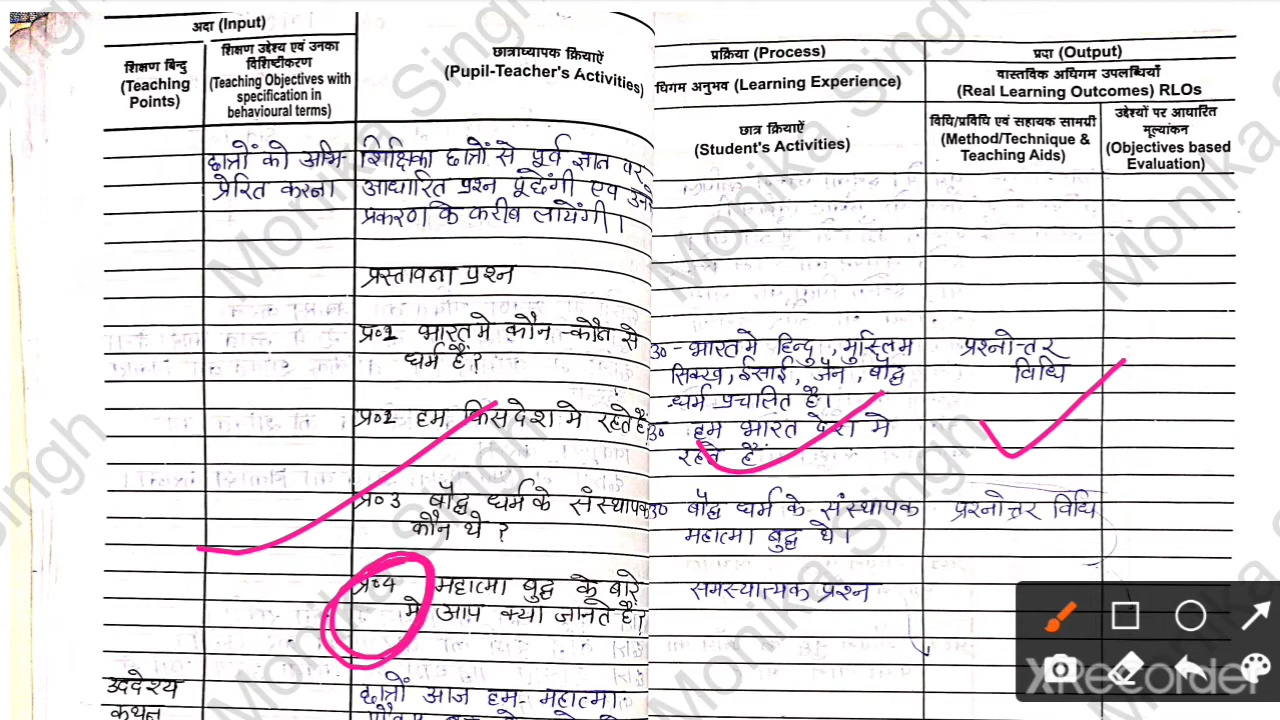 अदा (Input)
शिक्षण बिन्दु
(Teaching
Points)
शिक्षण उद्देश्य एवं उनका
विशिष्टीकरण
(Teaching Objectives with
specification in
behavioural terms)
छात्राध्यापक क्रियाऐं
(Pupil-Teacher's Activities)
प्रक्रिया (Process)
धिगम अनुभव (Learning Experience)
छात्र क्रियाऐं
(Student's Activities)
प्रदा (Output)
वास्तविक अधिगम उपलब्धियाँ
(Real Learning Outcomes) RLOs
विधि/प्रविधि एवं सहायक सामग्री
(Method/Technique &
Teaching Aids)
उद्देश्यों पर आधारित
मूल्यांकन
(Objectives based
Evaluation)
छात्रों को अभि-
प्रेरित करना
शिक्षिका छात्रों से पूर्व ज्ञान पर
आधारित प्रश्न पूछेंगी एवं उन्हे
प्रकरण के करीब लायेंगी।
प्रस्तावना प्रश्न
प्र०1 भारत मे कौन-कौन से
धर्म हैं?
उ०- भारत मे हिन्दू, मुस्लिम
सिक्ख, ईसाई, जैन, बौद्ध
धर्म प्रचालित है।
प्रश्नोत्तर
विधि
प्र०2 हम किस देश मे रहते हैं
उ० हम भारत देश मे
रहते हैं
प्र०3 बौद्ध धर्म के संस्थापक
कौन थे?
उ० बौद्ध धर्म के संस्थापक
महात्मा बुद्ध थे।
प्रश्नोत्तर विधि
प्र०4 महात्मा बुद्ध के बारे
मे आप क्या जानते हैं?
समस्यात्यक प्रश्न
उददेश्य
कथन
छात्रों आज हम महात्मा
Monika Singh
XRecorder